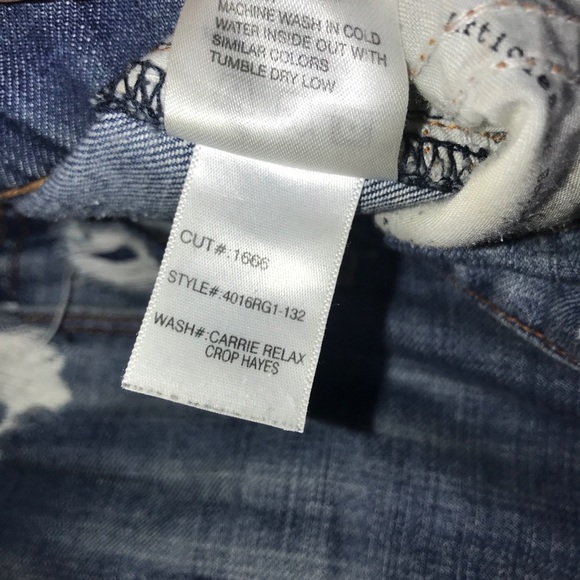 MACHINE WASH IN COLD
WATER INSIDE OUT WITH
SIMILAR COLORS
TUMBLE DRY LOW
CUT#:1666
STYLE#:4016RG1-132
WASH#:CARRIE RELAX
CROP HAYES